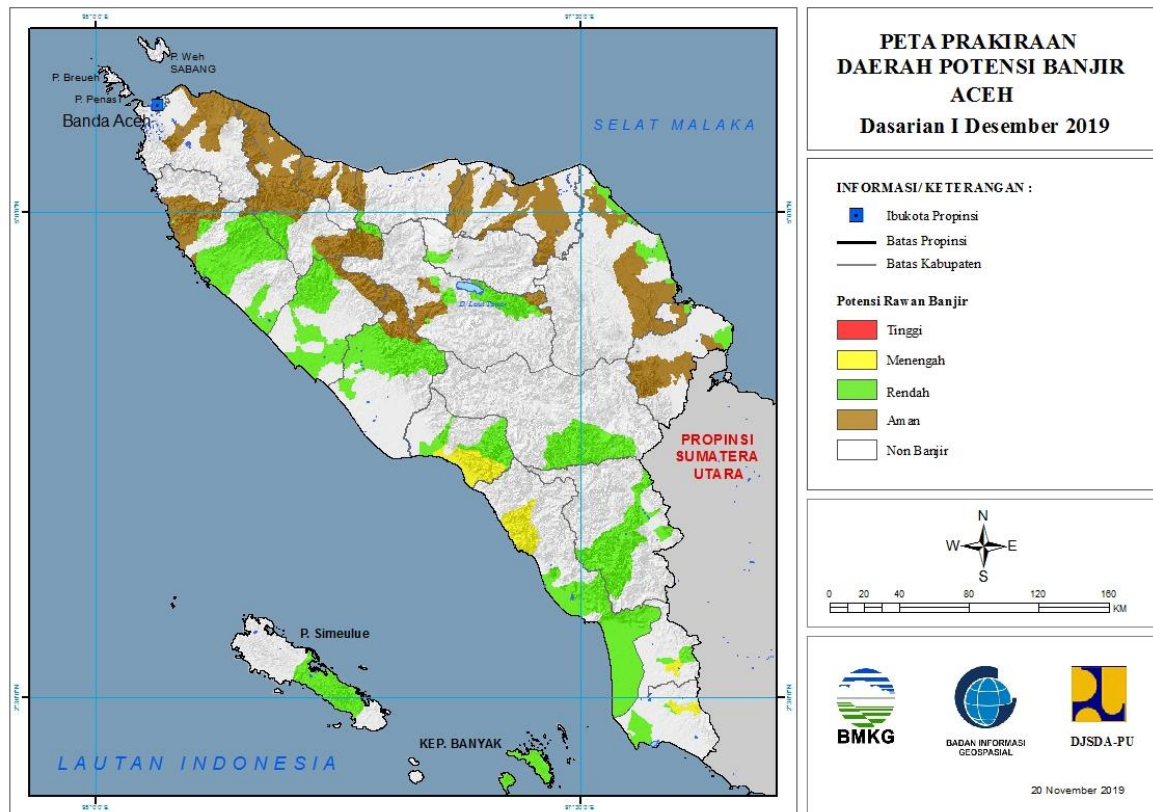 P. Weh
SABANG
P. Breueh
P. Penasi
Banda Aceh
SELAT MALAKA
PROPINSI
SUMATERA
UTARA
P. Simeulue
KEP. BANYAK
LAUTAN INDONESIA
PETA PRAKIRAAN
DAERAH POTENSI BANJIR
ACEH
Dasarian I Desember 2019
INFORMASI/ KETERANGAN :
Ibukota Propinsi
Batas Propinsi
Batas Kabupaten
Potensi Rawan Banjir
Tinggi
Menengah
Rendah
Aman
Non Banjir
N
W E
S
0 20 40 80 120 160
KM
BMKG
BADAN INFORMASI
GEOSPASIAL
DJSDA-PU
20 November 2019